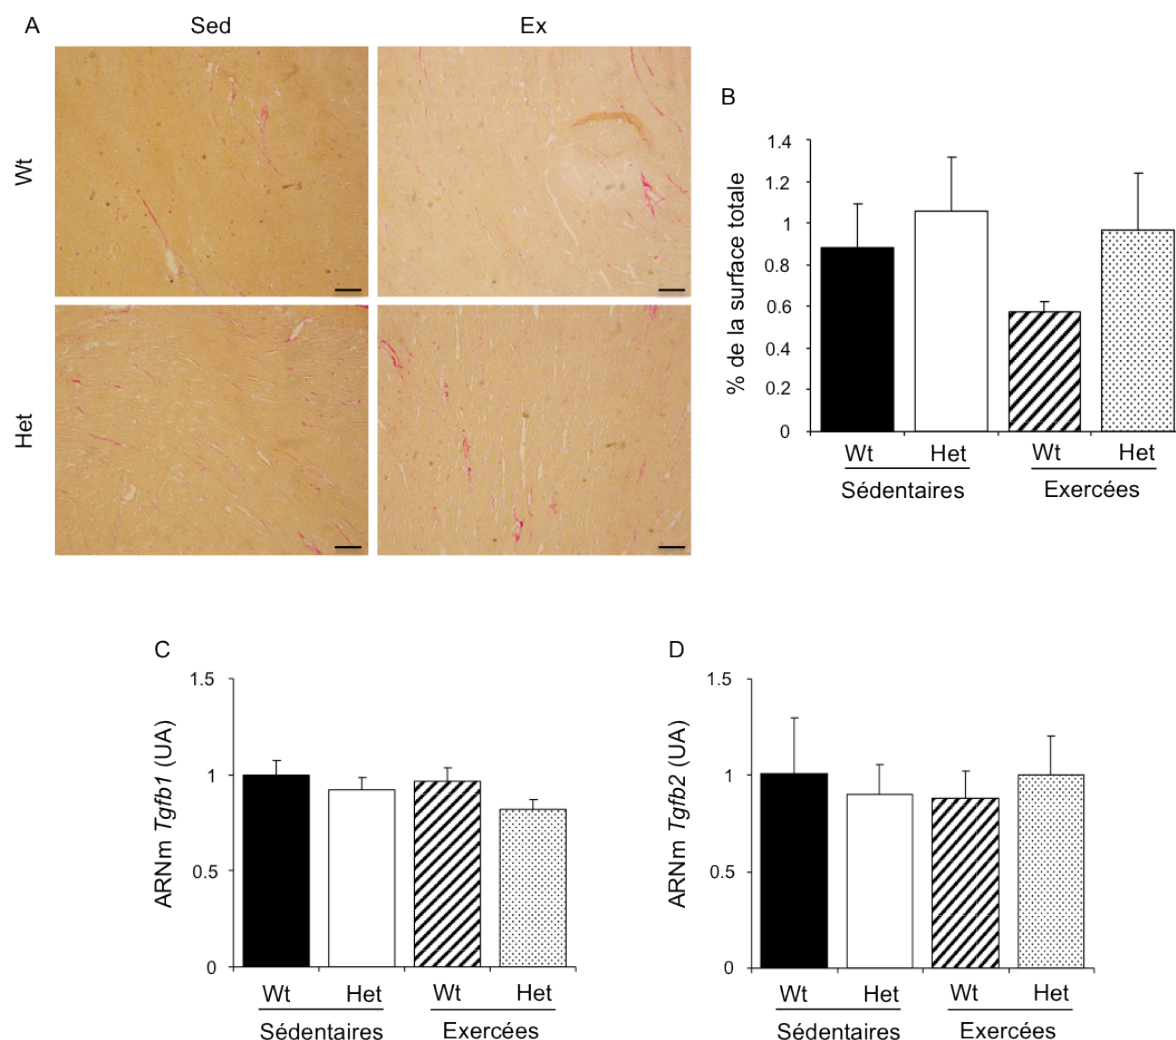 A
Sed
Ex
Wt
Het
B
% de la surface totale
1.4
1.2
1
0.8
0.6
0.4
0.2
0
Wt Het Wt Het
Sédentaires Exercées
C
ARNm Tgfb1 (UA)
1.5
1
0.5
0
Wt Het Wt Het
Sédentaires Exercées
D
ARNm Tgfb2 (UA)
1.5
1
0.5
0
Wt Het Wt Het
Sédentaires Exercées